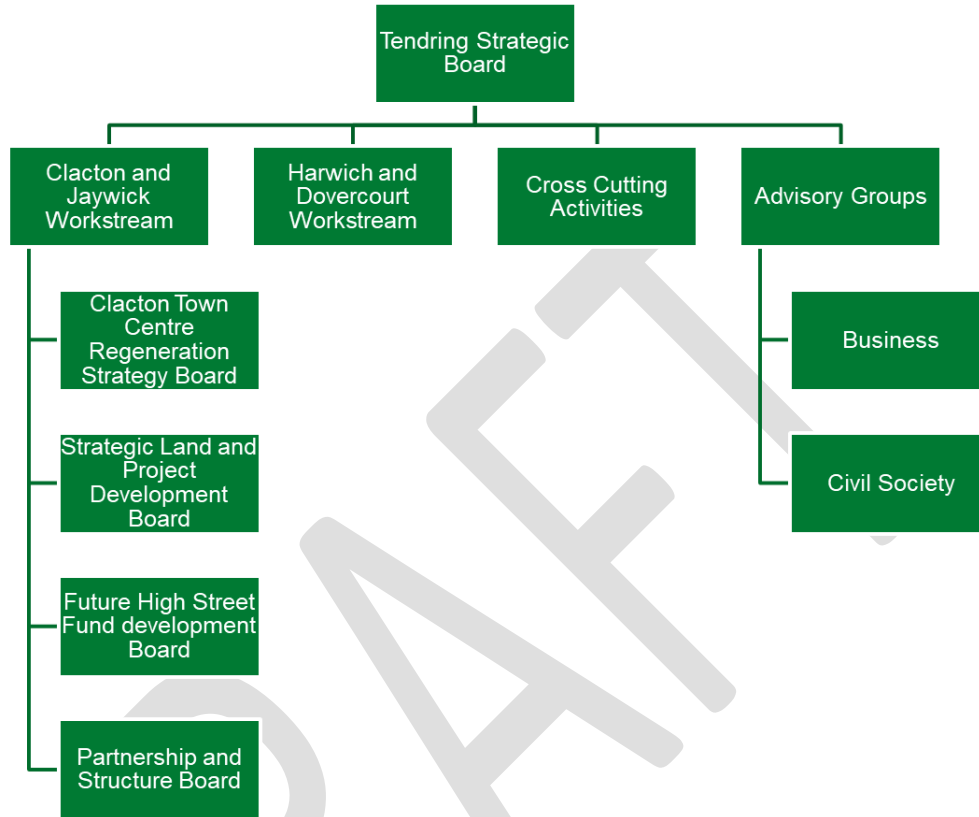 Tendring Strategic
Board
Clacton and
Jaywick
Workstream
Harwich and
Dovercourt
Workstream
Cross Cutting
Activities
Advisory Groups
Clacton Town
Centre
Regeneration
Strategy Board
Business
Strategic Land and
Project
Development
Board
Civil Society
Future High Street
Fund development
Board
Partnership and
Structure Board
DRAFT